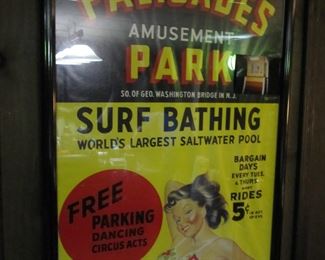 PALISADES
AMUSEMENT
PARK
SO. OF GEO. WASHINGTON BRIDGE IN N.J.
SURF BATHING
WORLD'S LARGEST SALTWATER POOL
BARGAIN
DAYS
EVERY TUES.
& THURS.
RIDES
5¢
FREE
PARKING
DANCING
CIRCUS ACTS